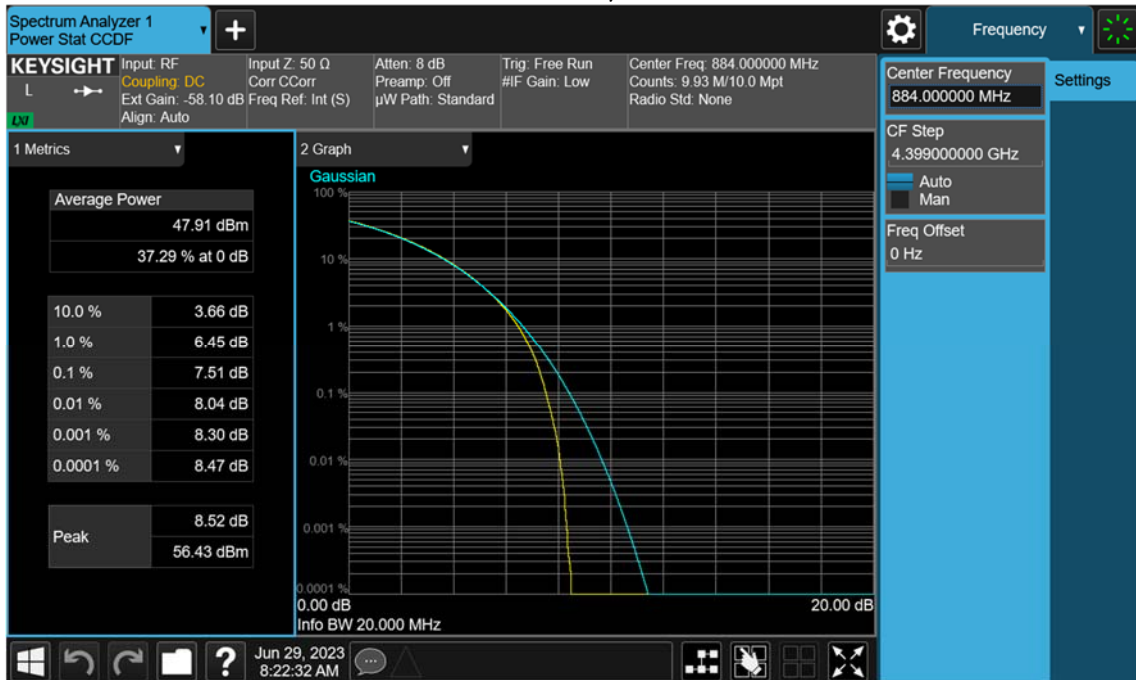 Spectrum Analyzer 1
Power Stat CCDF
Frequency
KEYSIGHT
L
LXI
Input: RF
Coupling: DC
Ext Gain: -58.10 dB
Align: Auto
Input Z: 50 Ω
Corr CCorr
Freq Ref: Int (S)
Atten: 8 dB
Preamp: Off
µW Path: Standard
Trig: Free Run
#IF Gain: Low
Center Freq: 884.000000 MHz
Counts: 9.93 M/10.0 Mpt
Radio Std: None
Center Frequency
884.000000 MHz
Settings
CF Step
4.399000000 GHz
Auto
Man
Freq Offset
0 Hz
1 Metrics
Average Power
47.91 dBm
37.29 % at 0 dB
10.0 % 3.66 dB
1.0 % 6.45 dB
0.1 % 7.51 dB
0.01 % 8.04 dB
0.001 % 8.30 dB
0.0001 % 8.47 dB
Peak 8.52 dB
56.43 dBm
2 Graph
Gaussian
100 %
10 %
1 %
0.1 %
0.01 %
0.001 %
0.0001 %
0.00 dB 20.00 dB
Info BW 20.000 MHz
?
Jun 29, 2023
8:22:32 AM